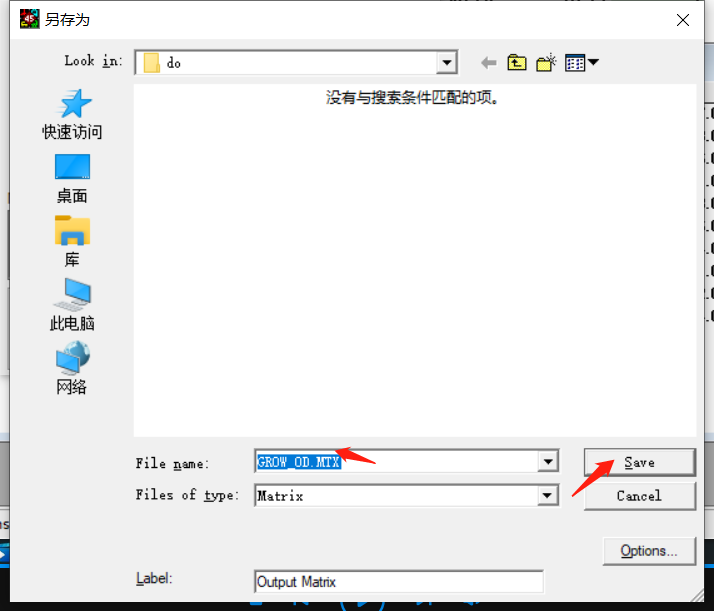 另存为
Look in:
do
没有与搜索条件匹配的项。
快速访问
桌面
库
此电脑
网络
File name:
GROW_OD.MTX
Save
Files of type:
Matrix
Cancel
Options...
Label:
Output Matrix